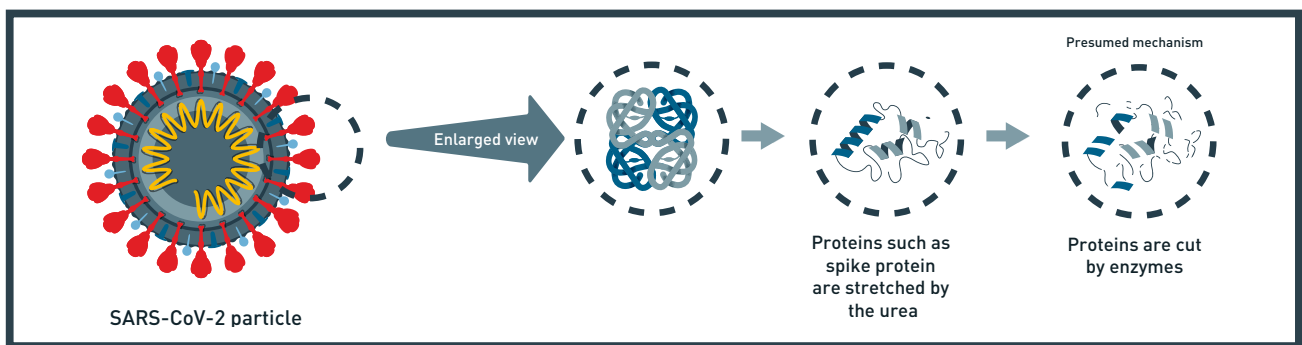 Presumed mechanism
Enlarged view
Proteins such as
spike protein
are stretched by
the urea
Proteins are cut
by enzymes
SARS-CoV-2 particle